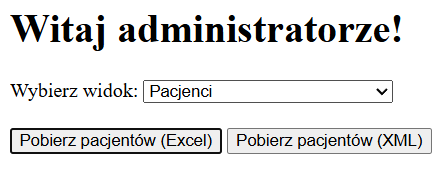 Witaj administratorze!
Wybierz widok: Pacjenci
Pobierz pacjentów (Excel) Pobierz pacjentów (XML)